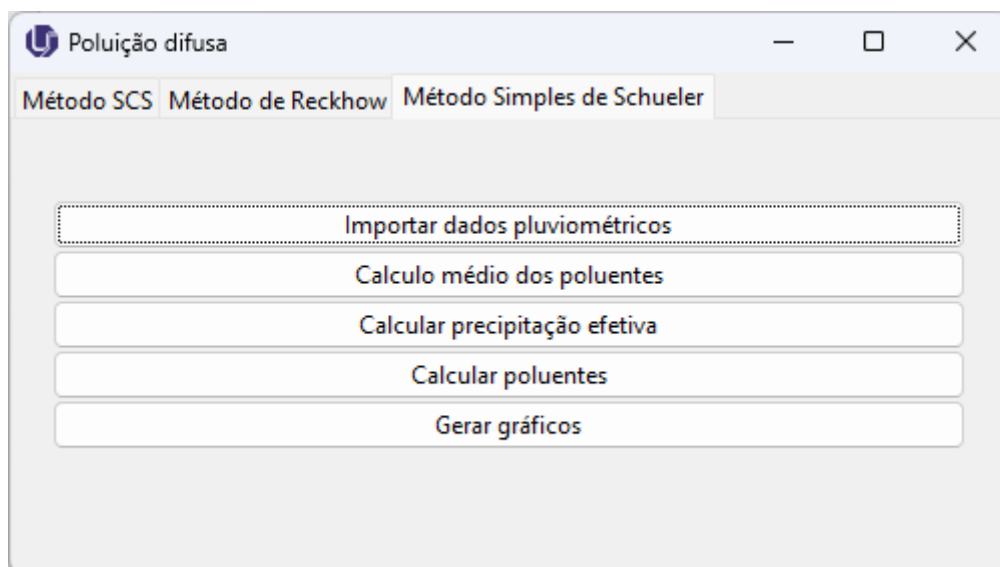 Poluição difusa
Método SCS Método de Reckhow Método Simples de Schueler
Importar dados pluviométricos
Calculo médio dos poluentes
Calcular precipitação efetiva
Calcular poluentes
Gerar gráficos